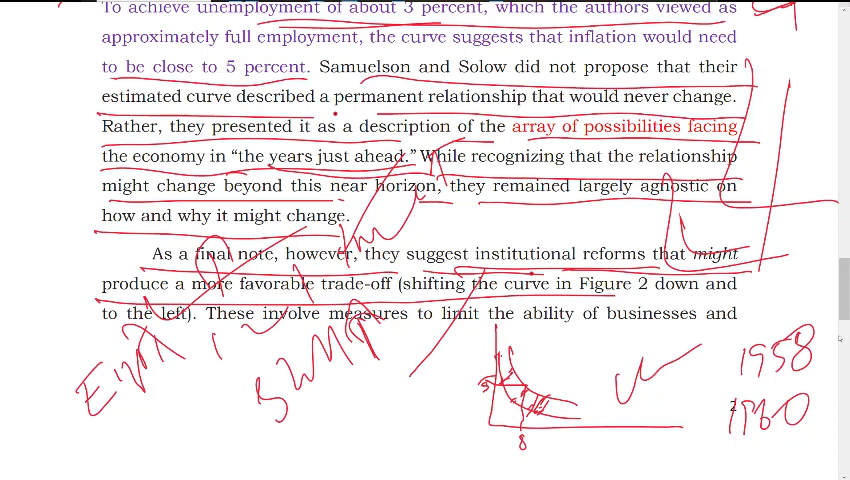 To achieve unemployment of about 3 percent, which the authors viewed as
approximately full employment, the curve suggests that inflation would need
to be close to 5 percent. Samuelson and Solow did not propose that their
estimated curve described a permanent relationship that would never change.
Rather, they presented it as a description of the array of possibilities facing
the economy in “the years just ahead.” While recognizing that the relationship
might change beyond this near horizon, they remained largely agnostic on
how and why it might change.
As a final note, however, they suggest institutional reforms that might
produce a more favorable trade-off (shifting the curve in Figure 2 down and
to the left). These involve measures to limit the ability of businesses and
1958
1960
2
8